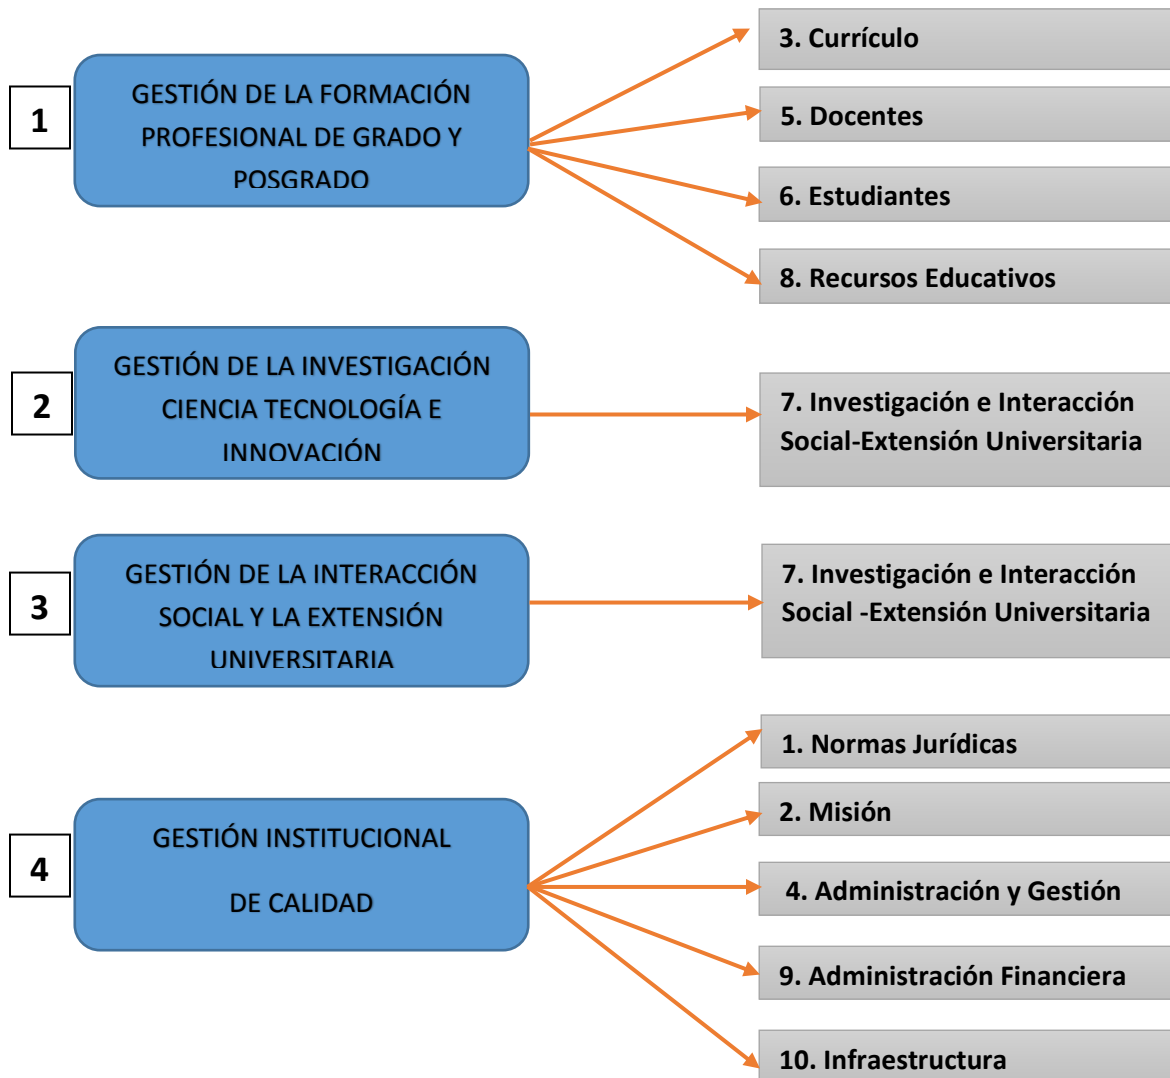 1
GESTIÓN DE LA FORMACIÓN
PROFESIONAL DE GRADO Y
POSGRADO
3. Currículo
5. Docentes
6. Estudiantes
8. Recursos Educativos
2
GESTIÓN DE LA INVESTIGACIÓN
CIENCIA TECNOLOGÍA E
INNOVACIÓN
7. Investigación e Interacción
Social-Extensión Universitaria
3
GESTIÓN DE LA INTERACCIÓN
SOCIAL Y LA EXTENSIÓN
UNIVERSITARIA
7. Investigación e Interacción
Social -Extensión Universitaria
4
GESTIÓN INSTITUCIONAL
DE CALIDAD
1. Normas Jurídicas
2. Misión
4. Administración y Gestión
9. Administración Financiera
10. Infraestructura